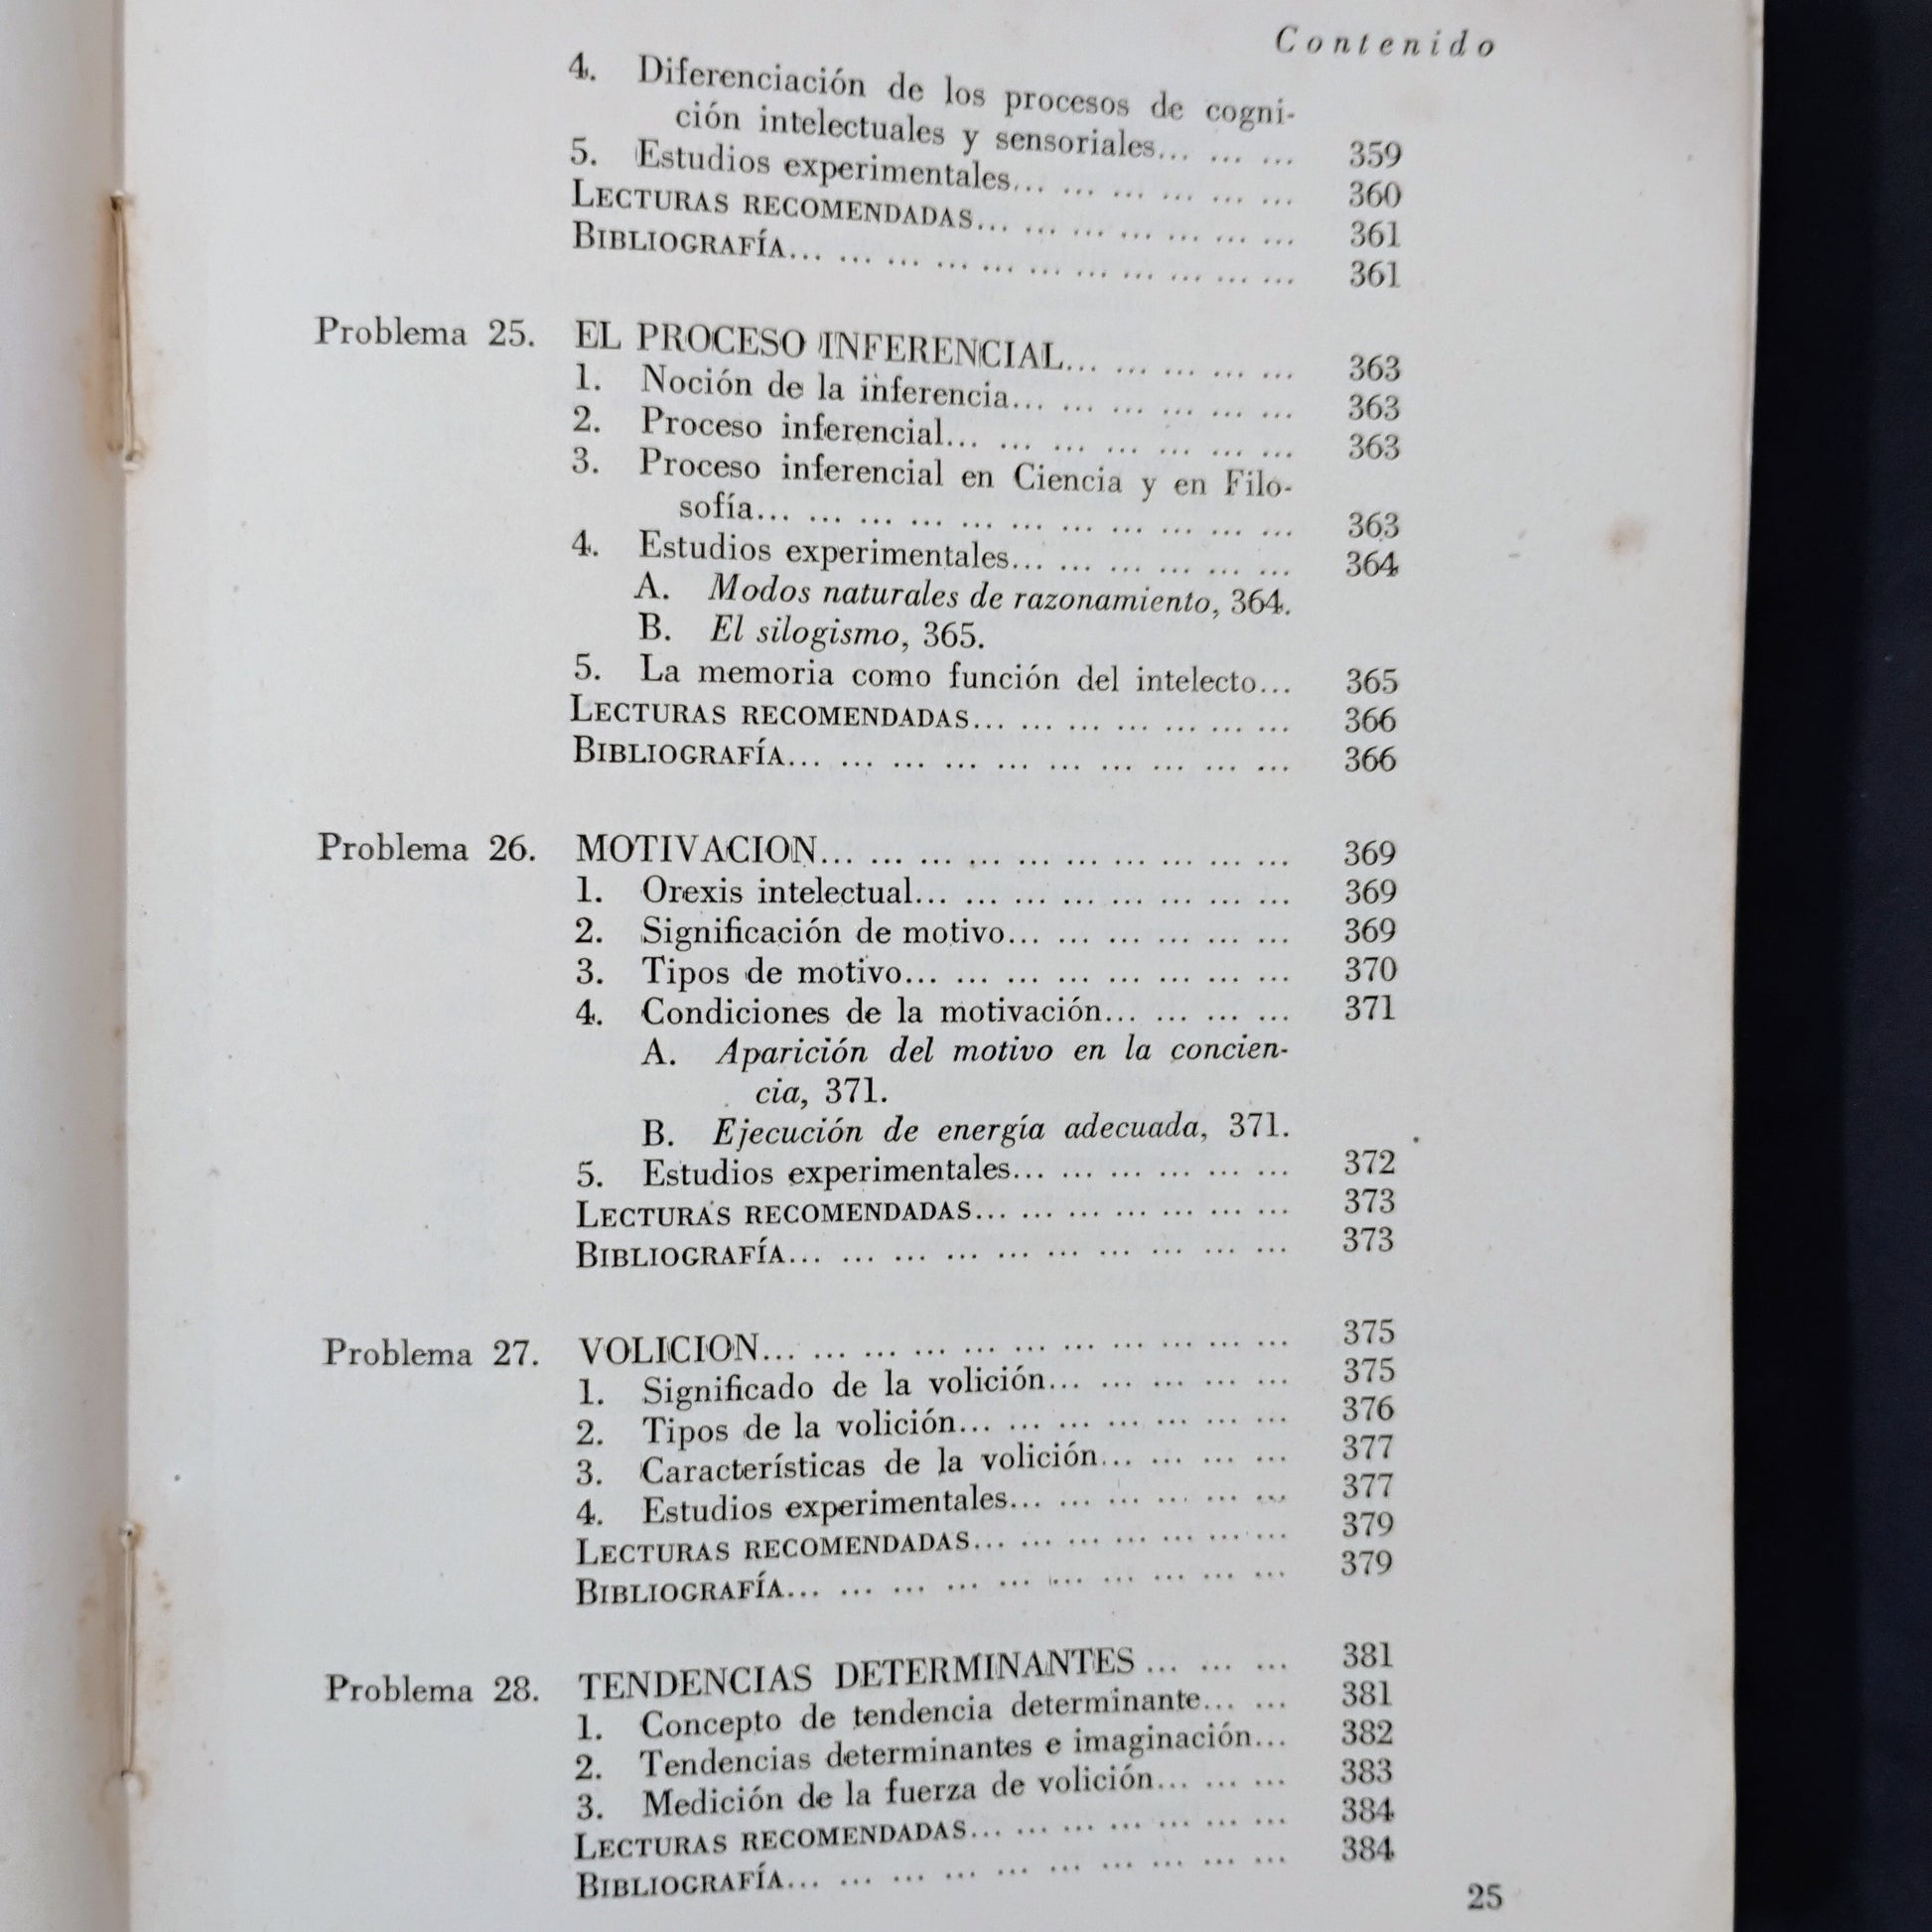 Contenido
4. Diferenciación de los procesos de cogni-
ción intelectuales y sensoriales... ... ... 359
5. Estudios experimentales... ... ... ... ... ... 360
LECTURAS RECOMENDADAS... ... ... ... ... ... ... 361
BIBLIOGRAFÍA... ... ... ... ... ... ... ... ... ... ... 361
Problema 25. EL PROCESO INFERENCIAL... ... ... ... ... 363
1. Noción de la inferencia... ... ... ... ... ... 363
2. Proceso inferencial... ... ... ... ... ... ... 363
3. Proceso inferencial en Ciencia y en Filo-
sofía... ... ... ... ... ... ... ... ... ... ... 363
4. Estudios experimentales... ... ... ... ... ... 364
A. Modos naturales de razonamiento, 364.
B. El silogismo, 365.
5. La memoria como función del intelecto... 365
LECTURAS RECOMENDADAS... ... ... ... ... ... ... 366
BIBLIOGRAFÍA... ... ... ... ... ... ... ... ... ... 366
Problema 26. MOTIVACION... ... ... ... ... ... ... ... ... ... 369
1. Orexis intelectual... ... ... ... ... ... ... ... 369
2. Significación de motivo... ... ... ... ... ... 369
3. Tipos de motivo... ... ... ... ... ... ... ... 370
4. Condiciones de la motivación... ... ... ... 371
A. Aparición del motivo en la concien-
cia, 371.
B. Ejecución de energía adecuada, 371.
5. Estudios experimentales... ... ... ... ... ... 372
LECTURAS RECOMENDADAS... ... ... ... ... ... ... 373
BIBLIOGRAFÍA... ... ... ... ... ... ... ... ... ... 373
Problema 27. VOLICION... ... ... ... ... ... ... ... ... ... ... 375
1. Significado de la volición... ... ... ... ... 375
2. Tipos de la volición... ... ... ... ... ... ... 376
3. Características de la volición... ... ... ... 377
4. Estudios experimentales... ... ... ... ... ... 377
LECTURAS RECOMENDADAS... ... ... ... ... ... ... 379
BIBLIOGRAFÍA... ... ... ... ... ... ... ... ... ... 379
Problema 28. TENDENCIAS DETERMINANTES ... ... ... 381
1. Concepto de tendencia determinante... ... 381
2. Tendencias determinantes e imaginación... 382
3. Medición de la fuerza de volición... ... ... 383
LECTURAS RECOMENDADAS... ... ... ... ... ... ... 384
BIBLIOGRAFÍA... ... ... ... ... ... ... ... ... ... 384
25